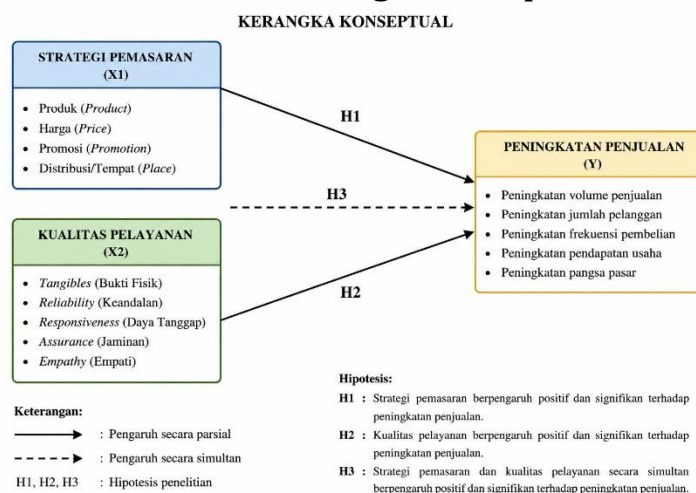 KERANGKA KONSEPTUAL
STRATEGI PEMASARAN
(X1)
• Produk (Product)
• Harga (Price)
• Promosi (Promotion)
• Distribusi/Tempat (Place)
H1
PENINGKATAN PENJUALAN
(Y)
• Peningkatan volume penjualan
• Peningkatan jumlah pelanggan
• Peningkatan frekuensi pembelian
• Peningkatan pendapatan usaha
• Peningkatan pangsa pasar
H3
KUALITAS PELAYANAN
(X2)
• Tangibles (Bukti Fisik)
• Reliability (Keandalan)
• Responsiveness (Daya Tanggap)
• Assurance (Jaminan)
• Empathy (Empati)
H2
Keterangan:
: Pengaruh secara parsial
: Pengaruh secara simultan
H1, H2, H3 : Hipotesis penelitian
Hipotesis:
H1 : Strategi pemasaran berpengaruh positif dan signifikan terhadap
peningkatan penjualan.
H2 : Kualitas pelayanan berpengaruh positif dan signifikan terhadap
peningkatan penjualan.
H3 : Strategi pemasaran dan kualitas pelayanan secara simultan
berpengaruh positif dan signifikan terhadap peningkatan penjualan.